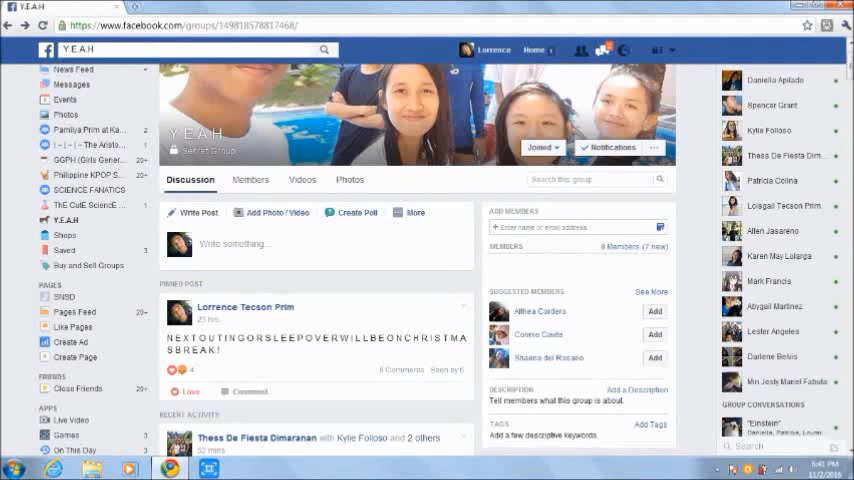 Y.E.A.H
https://www.facebook.com/groups/149818578817468/
Y E A H
Lorrence
Home
News Feed
Messages
Events
Photos
Pamilya Prim at Ka... 2
GGPH (Girls Gener... 20+
Philippine KPOP S... 20+
SCIENCE FANATICS
ThE CutE SciencE ... 1
Y.E.A.H
Shops
Saved 3
Buy and Sell Groups
PAGES
SNSD
Pages Feed 20+
Like Pages
Create Ad
Create Page
FRIENDS
Close Friends 20+
APPS
Live Video
Games 3
On This Day 5
Y E A H
Secret Group
Joined
Notifications
Discussion Members Videos Photos
Search this group
Write Post Add Photo / Video Create Poll More
Write something...
PINNED POST
Lorrence Tecson Prim
23 hrs
N E X T O U T I N G O R S L E E P O V E R W I L L B E O N C H R I S T M A
S B R E A K !
4
8 Comments Seen by 6
Love Comment
RECENT ACTIVITY
Thess De Fiesta Dimaranan with Kylie Folloso and 2 others
52 mins
ADD MEMBERS
+ Enter name or email address
MEMBERS 8 Members (7 new)
SUGGESTED MEMBERS See More
Althea Cordero Add
Connie Cavite Add
Shaena del Rosario Add
DESCRIPTION Add a Description
Tell members what this group is about.
TAGS Add Tags
Add a few descriptive keywords.
Daniella Apilado
Spencer Grant
Kylie Folloso
Thess De Fiesta Dim...
Patricia Colina
Loisgail Tecson Prim
Allen Jasareno
Karen May Lolarga
Mark Francis
Abygail Martinez
Lester Angeles
Darlene Belvis
Min Jesty Mariel Fabula
GROUP CONVERSATIONS
"Einstein"
Search
11/2/2016